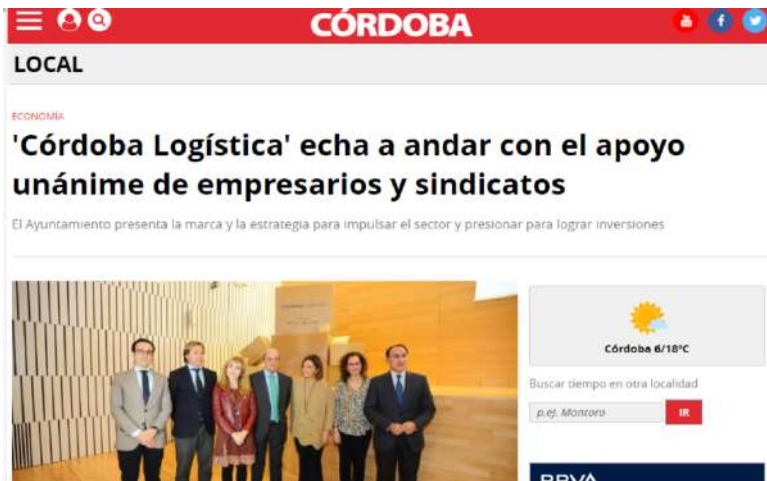 CÓRDOBA
LOCAL
ECONOMÍA
'Córdoba Logística' echa a andar con el apoyo
unánime de empresarios y sindicatos
El Ayuntamiento presenta la marca y la estrategia para impulsar el sector y presionar para lograr inversiones
Córdoba 6/18ºC
Buscar tiempo en otra localidad
p.ej. Montoro
IR
BBVA